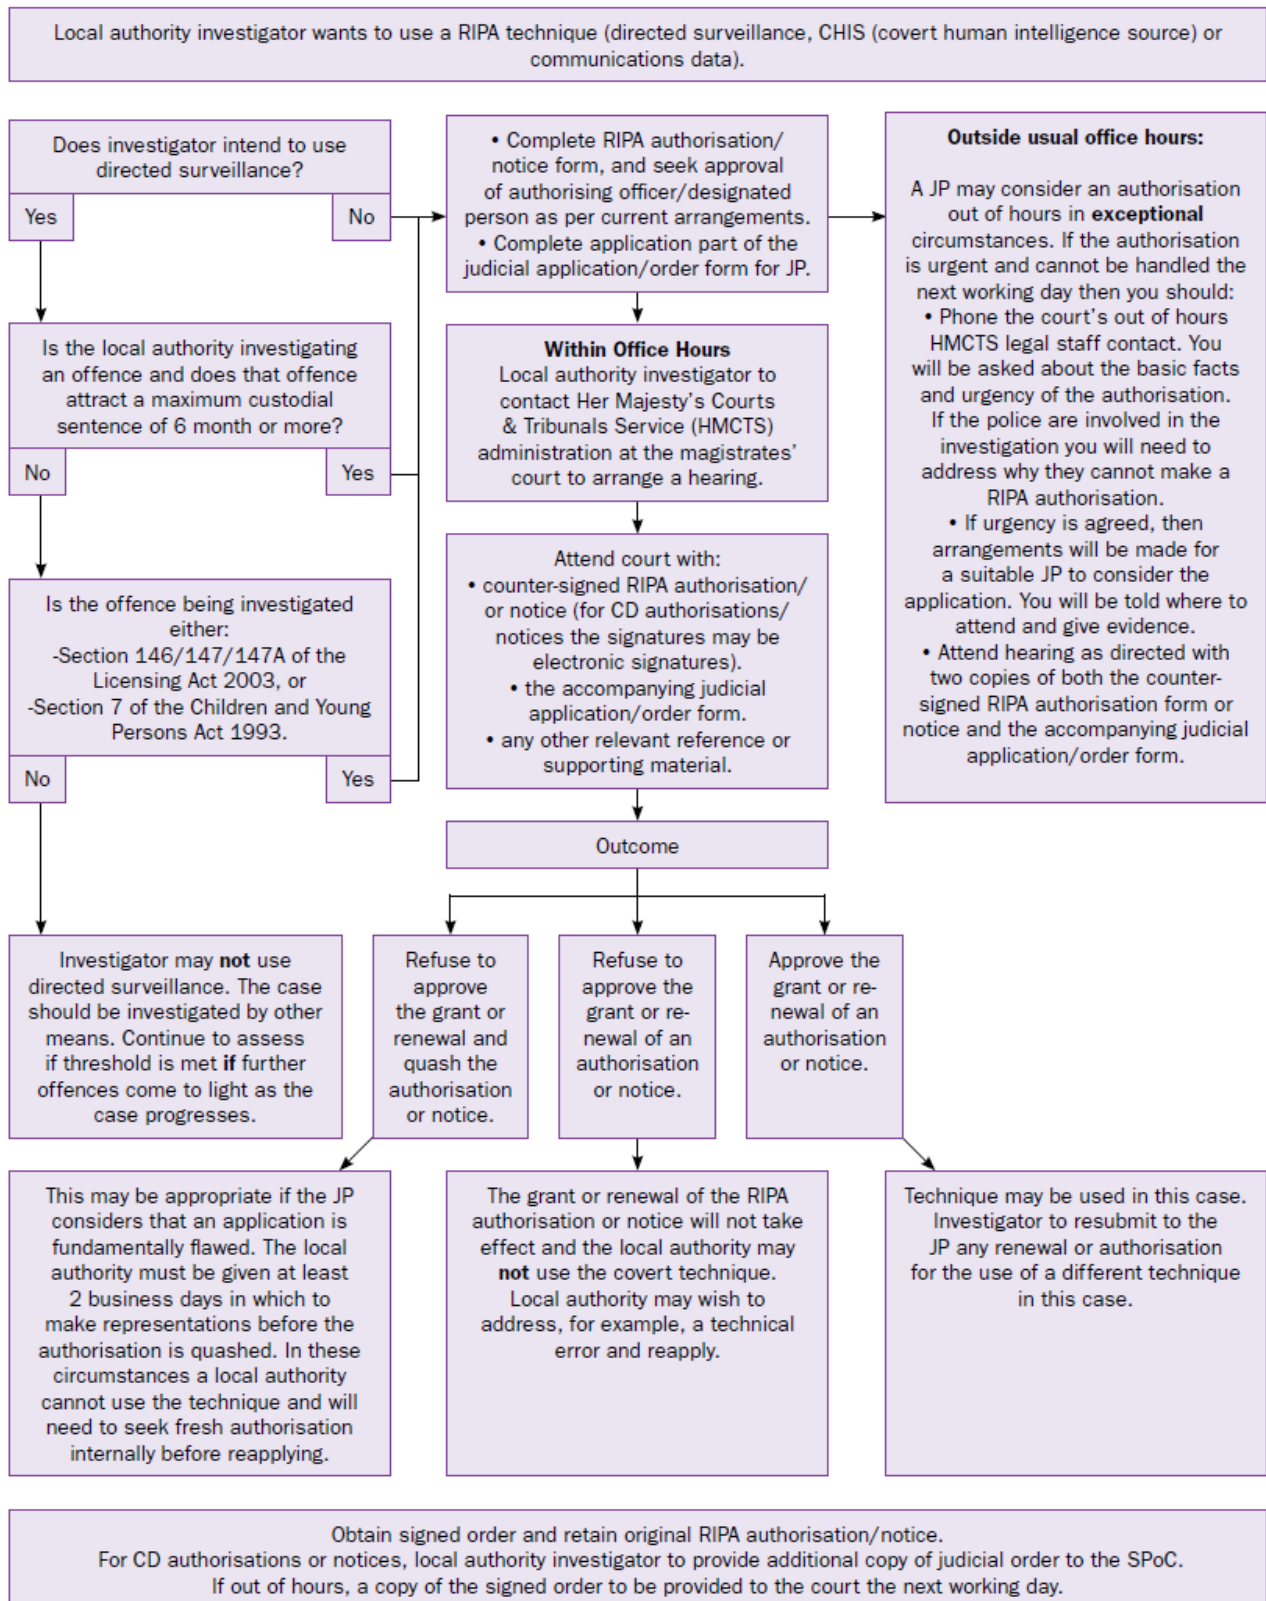 Local authority investigator wants to use a RIPA technique (directed surveillance, CHIS (covert human intelligence source) or
communications data).
Does investigator intend to use
directed surveillance?
Yes
No
Is the local authority investigating
an offence and does that offence
attract a maximum custodial
sentence of 6 month or more?
No
Yes
Is the offence being investigated
either:
-Section 146/147/147A of the
Licensing Act 2003, or
-Section 7 of the Children and Young
Persons Act 1993.
No
Yes
• Complete RIPA authorisation/
notice form, and seek approval
of authorising officer/designated
person as per current arrangements.
• Complete application part of the
judicial application/order form for JP.
Within Office Hours
Local authority investigator to
contact Her Majesty's Courts
& Tribunals Service (HMCTS)
administration at the magistrates'
court to arrange a hearing.
Attend court with:
• counter-signed RIPA authorisation/
or notice (for CD authorisations/
notices the signatures may be
electronic signatures).
• the accompanying judicial
application/order form.
• any other relevant reference or
supporting material.
Outside usual office hours:
A JP may consider an authorisation
out of hours in exceptional
circumstances. If the authorisation
is urgent and cannot be handled the
next working day then you should:
• Phone the court's out of hours
HMCTS legal staff contact. You
will be asked about the basic facts
and urgency of the authorisation.
If the police are involved in the
investigation you will need to
address why they cannot make a
RIPA authorisation.
• If urgency is agreed, then
arrangements will be made for
a suitable JP to consider the
application. You will be told where to
attend and give evidence.
• Attend hearing as directed with
two copies of both the counter-
signed RIPA authorisation form or
notice and the accompanying judicial
application/order form.
Outcome
Investigator may not use
directed surveillance. The case
should be investigated by other
means. Continue to assess
if threshold is met if further
offences come to light as the
case progresses.
Refuse to
approve
the grant or
renewal and
quash the
authorisation
or notice.
Refuse to
approve the
grant or re-
newal of an
authorisation
or notice.
Approve the
grant or re-
newal of an
authorisation
or notice.
This may be appropriate if the JP
considers that an application is
fundamentally flawed. The local
authority must be given at least
2 business days in which to
make representations before the
authorisation is quashed. In these
circumstances a local authority
cannot use the technique and will
need to seek fresh authorisation
internally before reapplying.
The grant or renewal of the RIPA
authorisation or notice will not take
effect and the local authority may
not use the covert technique.
Local authority may wish to
address, for example, a technical
error and reapply.
Technique may be used in this case.
Investigator to resubmit to the
JP any renewal or authorisation
for the use of a different technique
in this case.
Obtain signed order and retain original RIPA authorisation/notice.
For CD authorisations or notices, local authority investigator to provide additional copy of judicial order to the SPoC.
If out of hours, a copy of the signed order to be provided to the court the next working day.